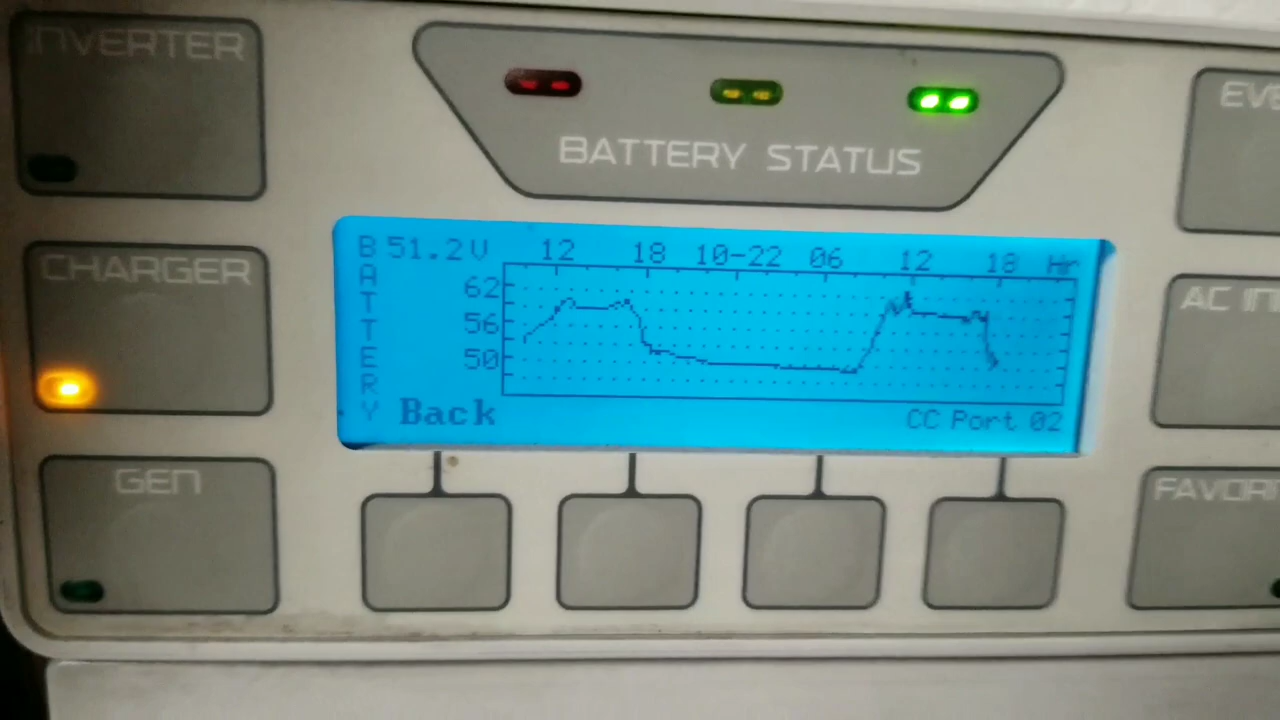 INVERTER
BATTERY STATUS
CHARGER
GEN
BATTERY
51.2V 12 18 10-22 06 12 18 Hr
62
56
50
Back
CC Port 02